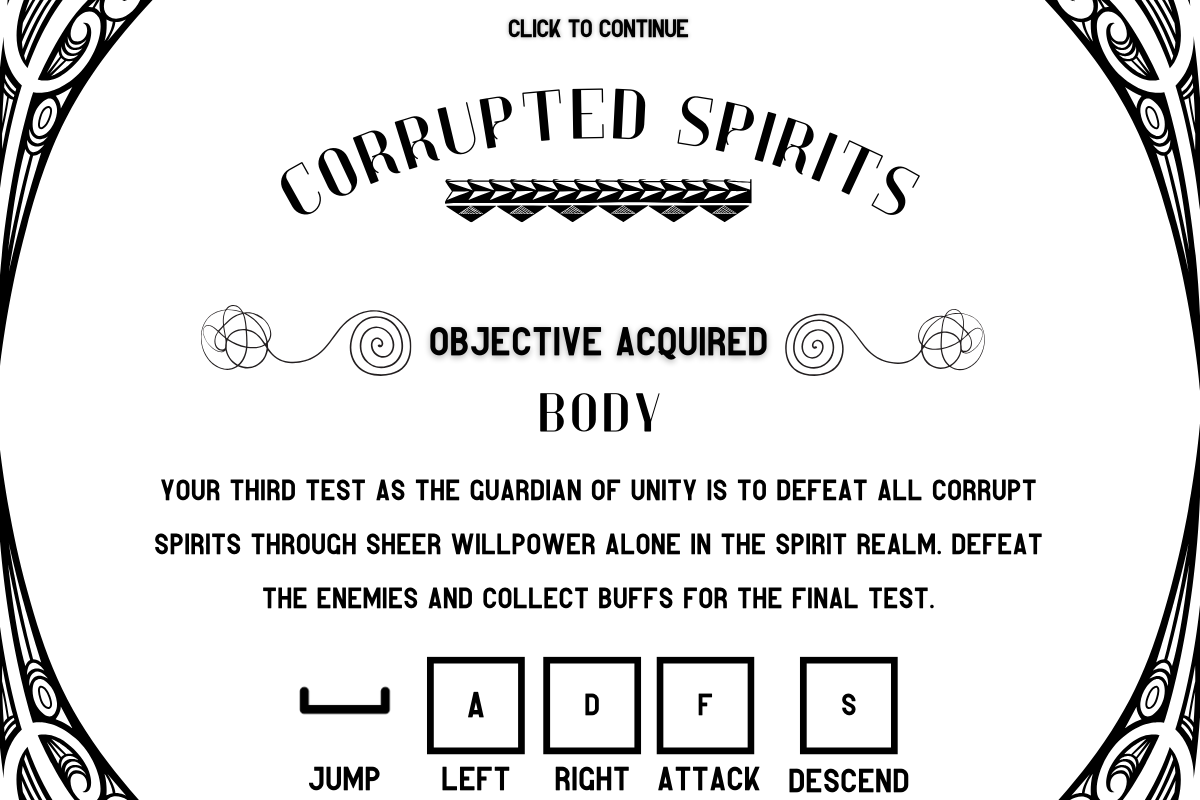 CLICK TO CONTINUE
CORRUPTED SPIRITS
OBJECTIVE ACQUIRED
BODY
YOUR THIRD TEST AS THE GUARDIAN OF UNITY IS TO DEFEAT ALL CORRUPT
SPIRITS THROUGH SHEER WILLPOWER ALONE IN THE SPIRIT REALM. DEFEAT
THE ENEMIES AND COLLECT BUFFS FOR THE FINAL TEST.
A D F S
JUMP LEFT RIGHT ATTACK DESCEND